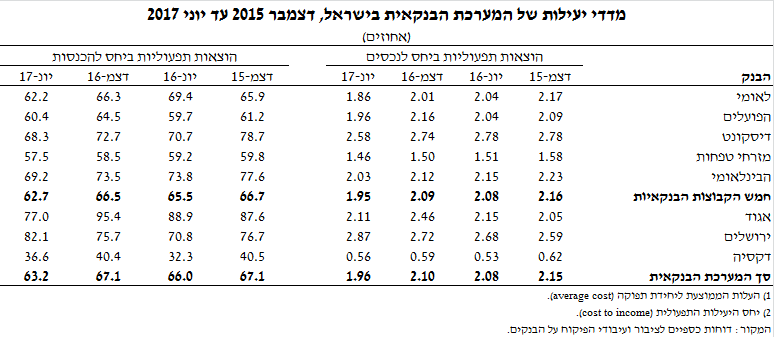 מדדי יעילות של המערכת הבנקאית בישראל, דצמבר 2015 עד יוני 2017
(אחוזים)
הוצאות תפעוליות ביחס לנכסים הוצאות תפעוליות ביחס להכנסות
הבנק דצמ-15 יונ-16 דצמ-16 יונ-17 דצמ-15 יונ-16 דצמ-16 יונ-17
לאומי 2.17 2.04 2.01 1.86 65.9 69.4 66.3 62.2
הפועלים 2.09 2.04 2.16 1.96 61.2 59.7 64.5 60.4
דיסקונט 2.78 2.78 2.74 2.58 78.7 70.7 72.7 68.3
מזרחי טפחות 1.58 1.51 1.50 1.46 59.8 59.2 58.5 57.5
הבינלאומי 2.23 2.15 2.12 2.03 77.6 73.8 73.5 69.2
חמש הקבוצות הבנקאיות 2.16 2.08 2.09 1.95 66.7 65.5 66.5 62.7
אגוד 2.05 2.15 2.46 2.11 87.6 88.9 95.4 77.0
ירושלים 2.59 2.68 2.72 2.87 76.7 70.8 75.7 82.1
דקסיה 0.62 0.53 0.59 0.56 40.5 32.3 40.4 36.6
סך המערכת הבנקאית 2.15 2.08 2.10 1.96 67.1 66.0 67.1 63.2
1) העלות הממוצעת ליחידת תפוקה (average cost).
2) יחס היעילות התפעולית (cost to income).
המקור: דוחות כספיים לציבור ועיבודי הפיקוח על הבנקים.